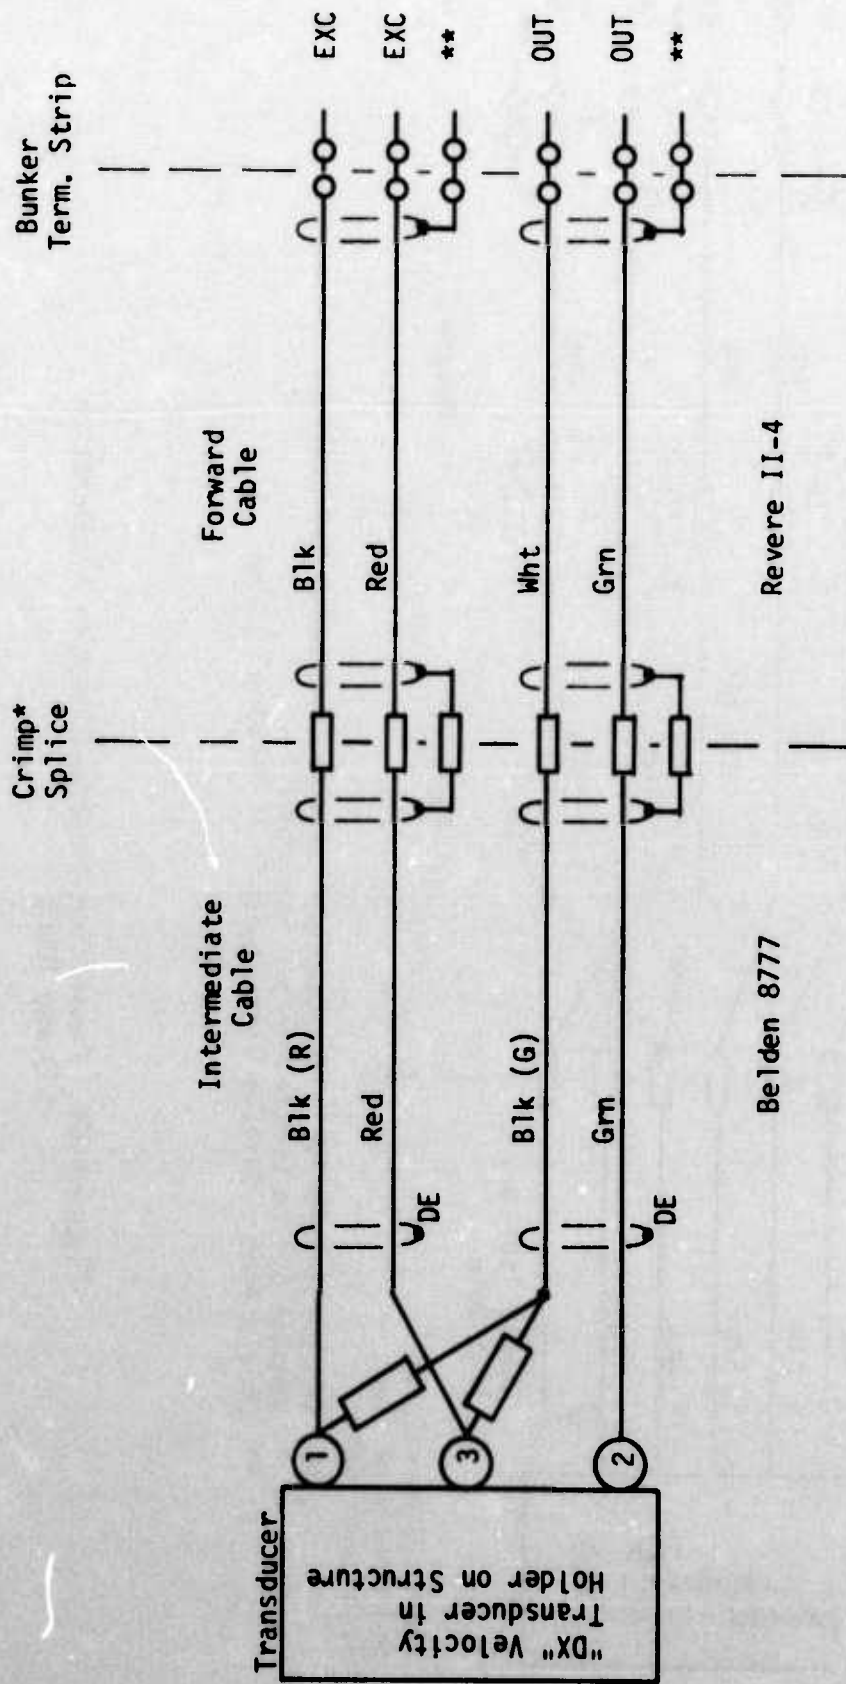 Transducer
"DX" Velocity
Transducer in
Holder on Structure
1
3
2
Intermediate
Cable
Blk (R)
Red
DE
Blk (G)
Grn
DE
Belden 8777
Crimp*
Splice
Forward
Cable
Blk
Red
Wht
Grn
Revere II-4
Bunker
Term. Strip
EXC
EXC
**
OUT
OUT
**